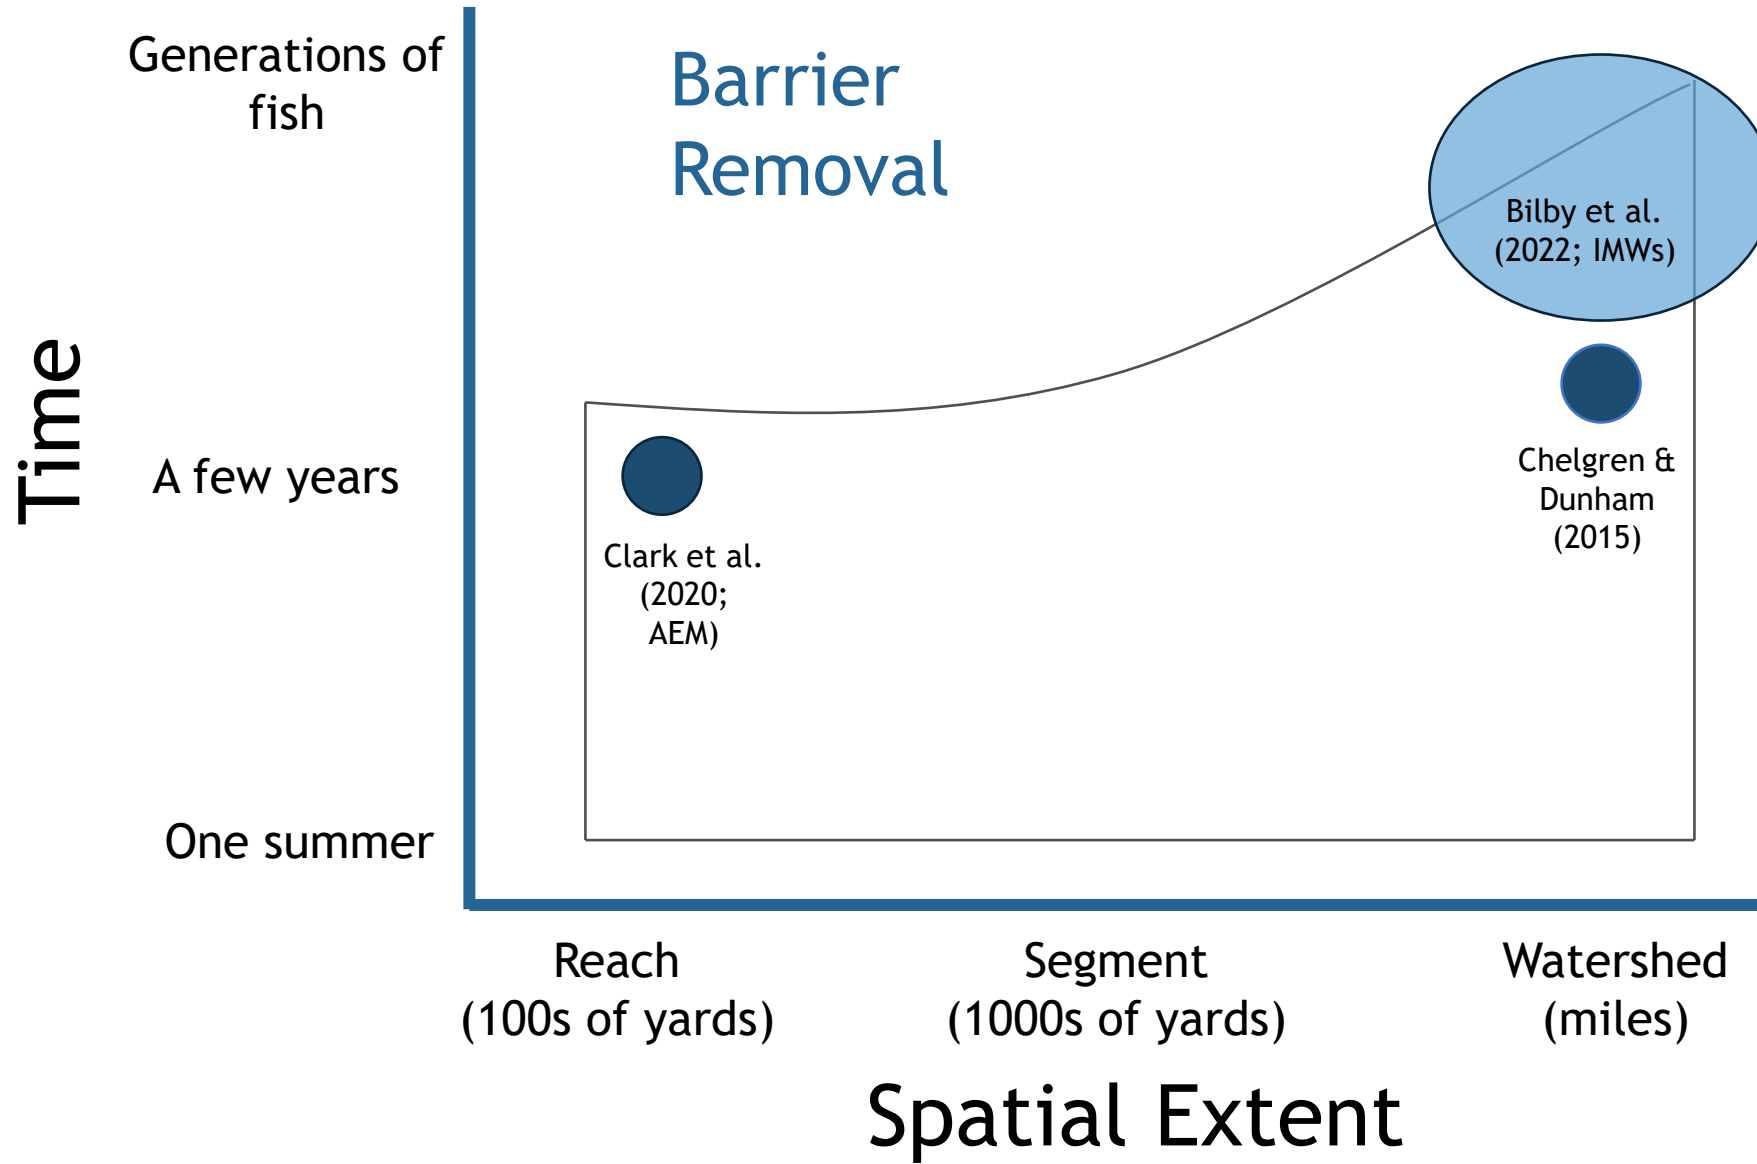 Generations of
fish
Barrier
Removal
Bilby et al.
(2022; IMWs)
Time
A few years
Chelgren &
Dunham
(2015)
Clark et al.
(2020;
AEM)
One summer
Reach
(100s of yards)
Segment
(1000s of yards)
Watershed
(miles)
Spatial Extent